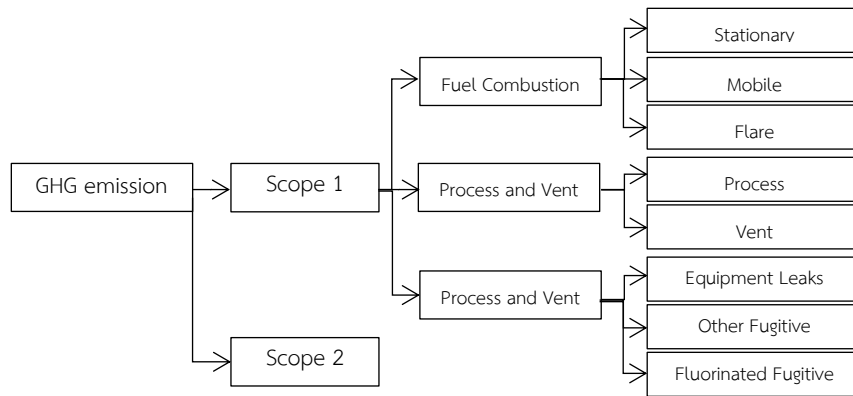 Stationary
Fuel Combustion
Mobile
Flare
GHG emission
Scope 1
Process and Vent
Process
Vent
Process and Vent
Equipment Leaks
Other Fugitive
Scope 2
Fluorinated Fugitive